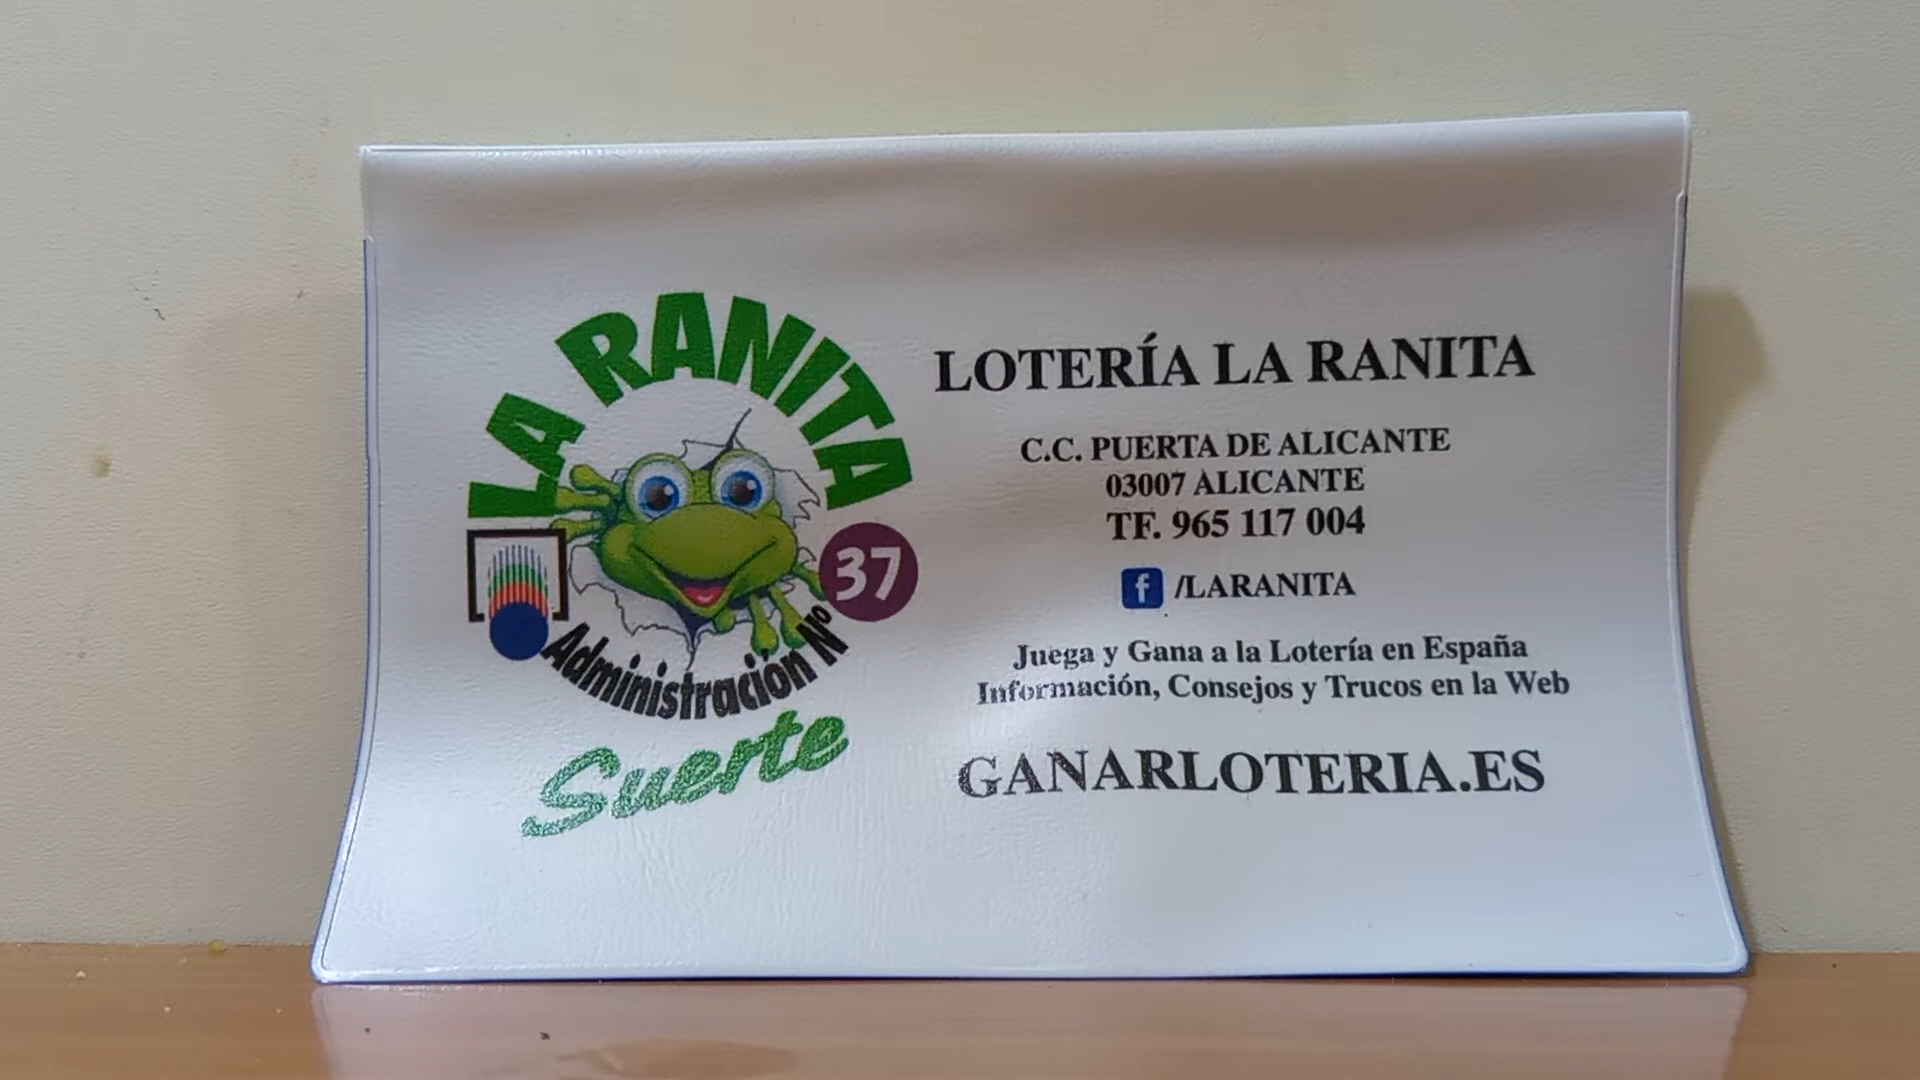 LA RANITA
37
Administración Nº
Suerte
LOTERÍA LA RANITA
C.C. PUERTA DE ALICANTE
03007 ALICANTE
TF. 965 117 004
f /LARANITA
Juega y Gana a la Lotería en España
Información, Consejos y Trucos en la Web
GANARLOTERIA.ES